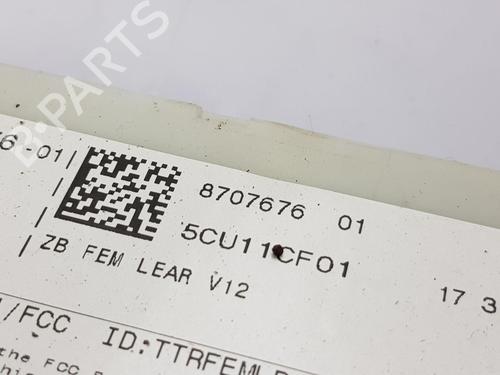 B-PARTS
6-01
8707676 01
5CU11CF01
ZB FEM LEAR V12
17 3
/FCC ID:TTRFEML
the FCC